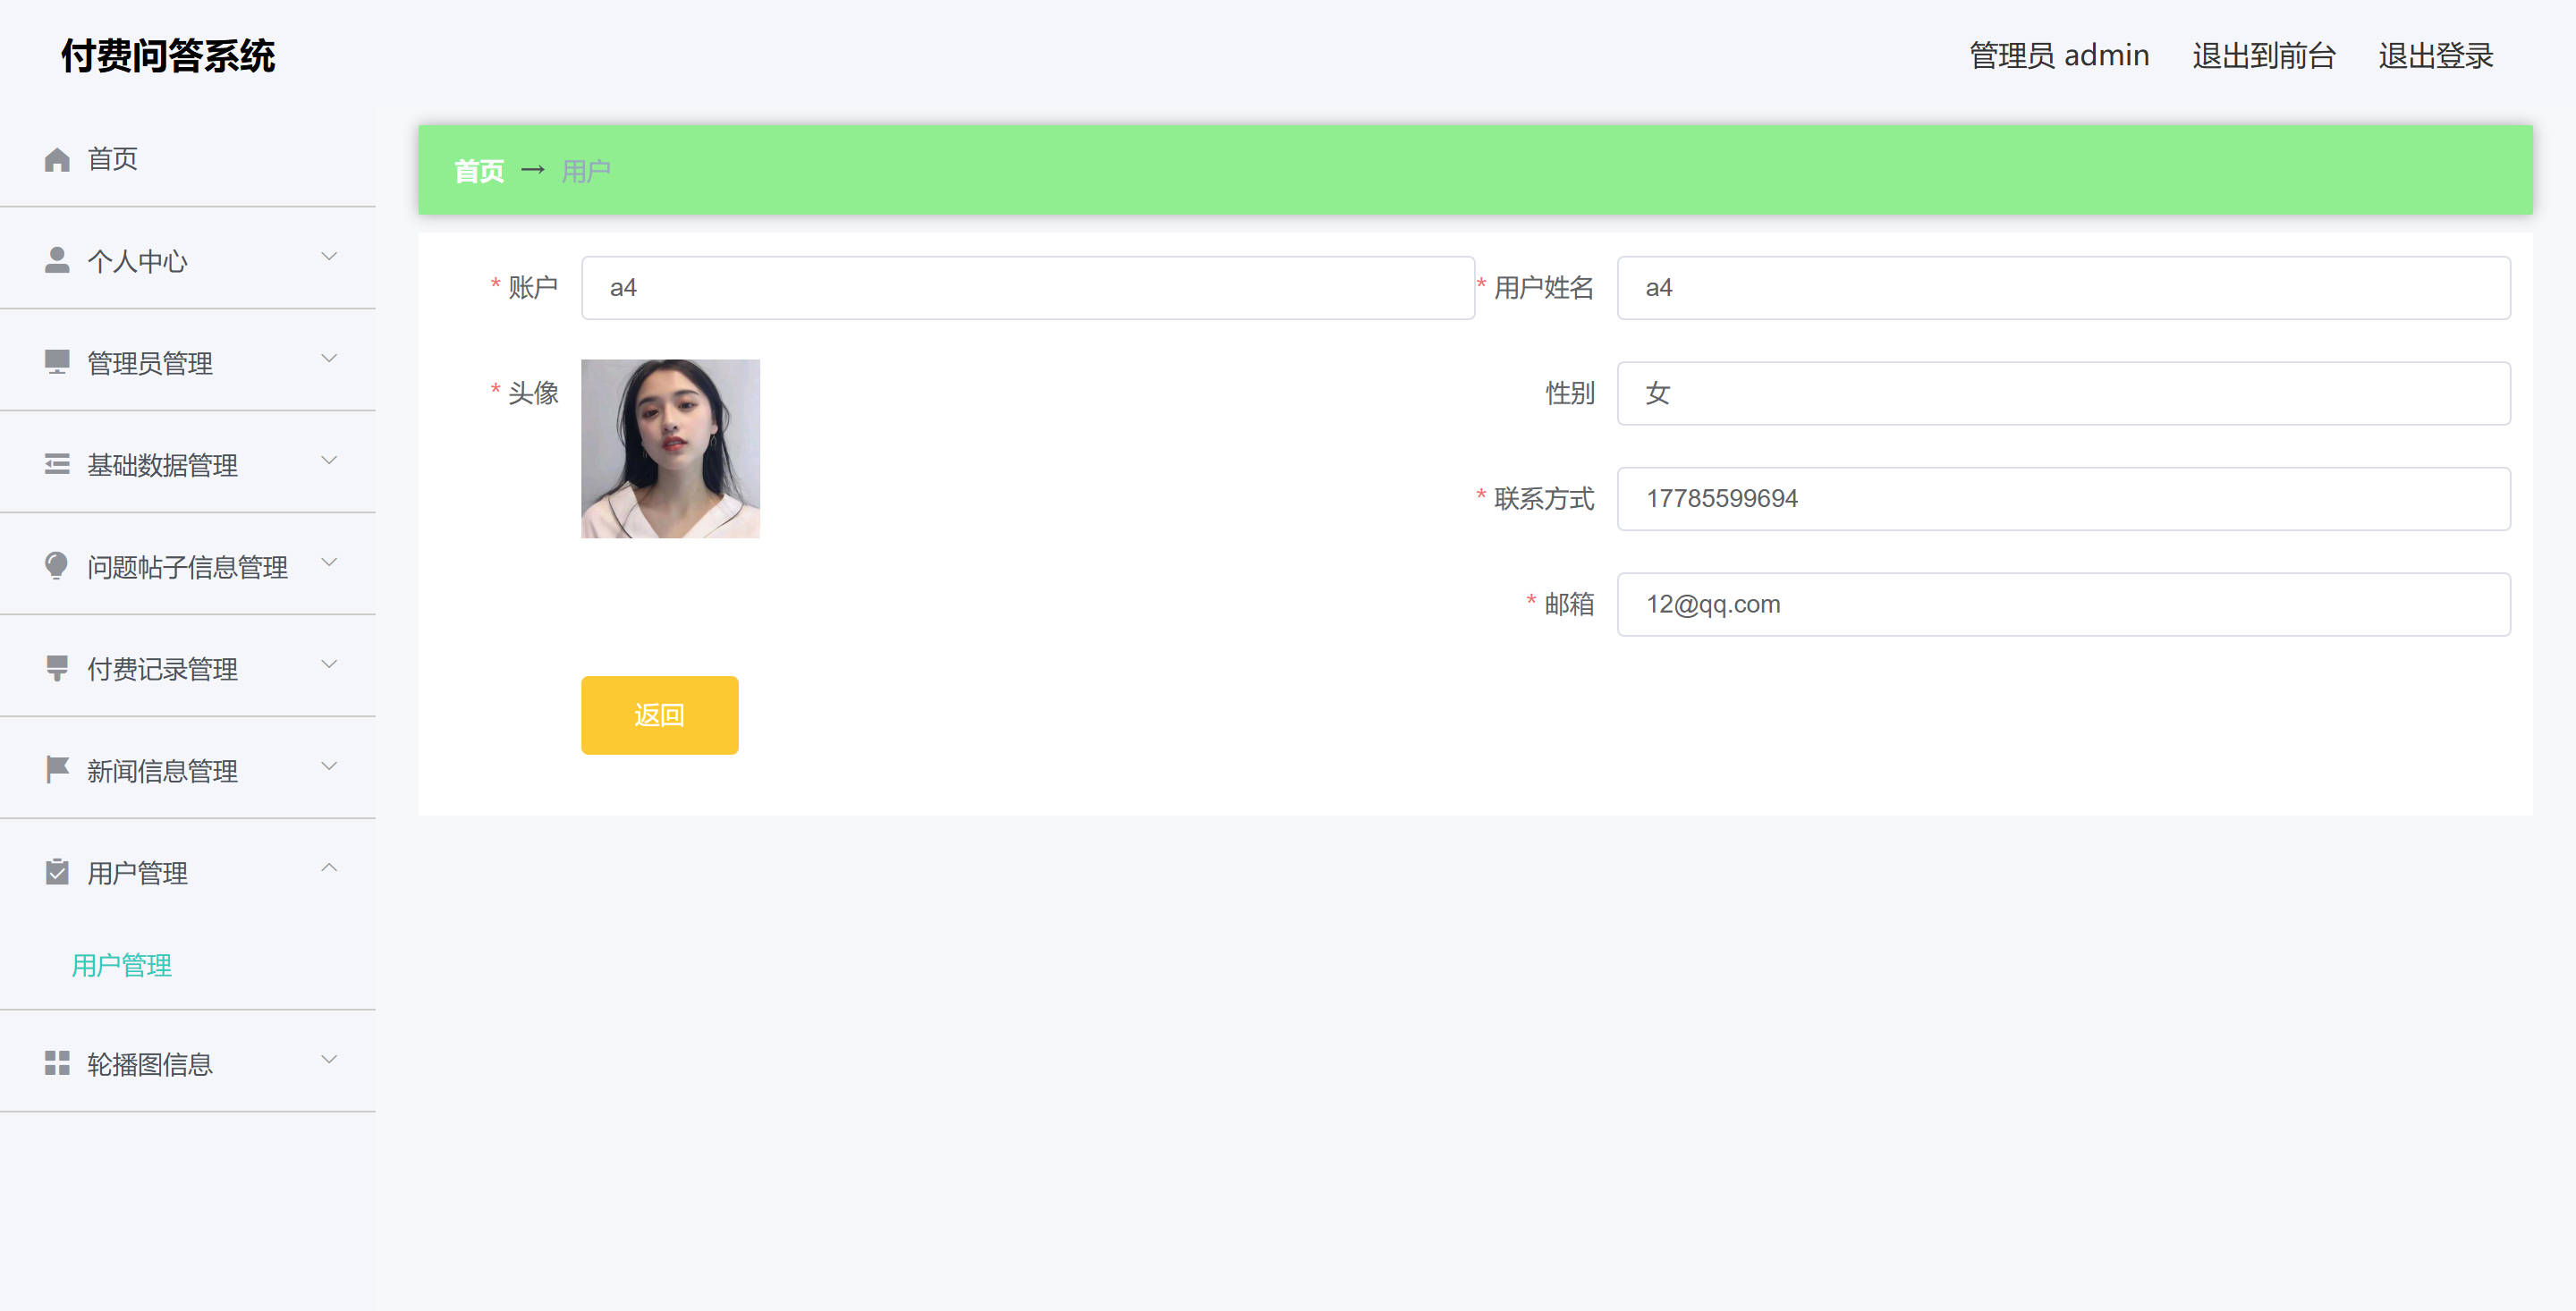 付费问答系统
管理员 admin 退出到前台 退出登录
首页
个人中心
管理员管理
基础数据管理
问题帖子信息管理
付费记录管理
新闻信息管理
用户管理
用户管理
轮播图信息
首页 → 用户
* 账户 a4
* 用户姓名 a4
* 头像
性别 女
* 联系方式 17785599694
* 邮箱 12@qq.com
返回